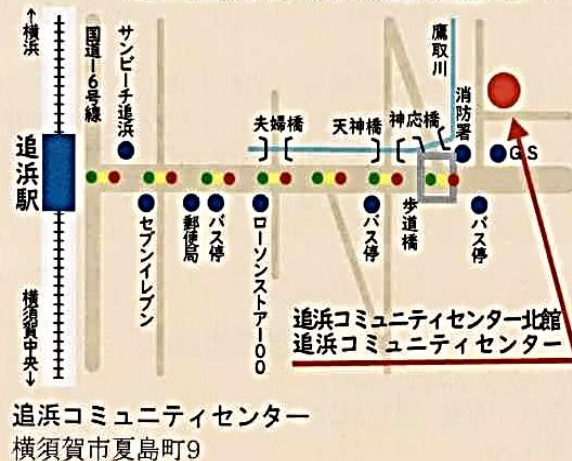 ↑横浜
国道16号線
サンビーチ追浜
鷹取川
消防署
夫婦橋
天神橋
神応橋
GS
追浜駅
セブンイレブン
郵便局
バス停
ローソンストア100
バス停
歩道橋
バス停
横須賀中央↓
追浜コミュニティセンター北館
追浜コミュニティセンター
追浜コミュニティセンター
横須賀市夏島町9